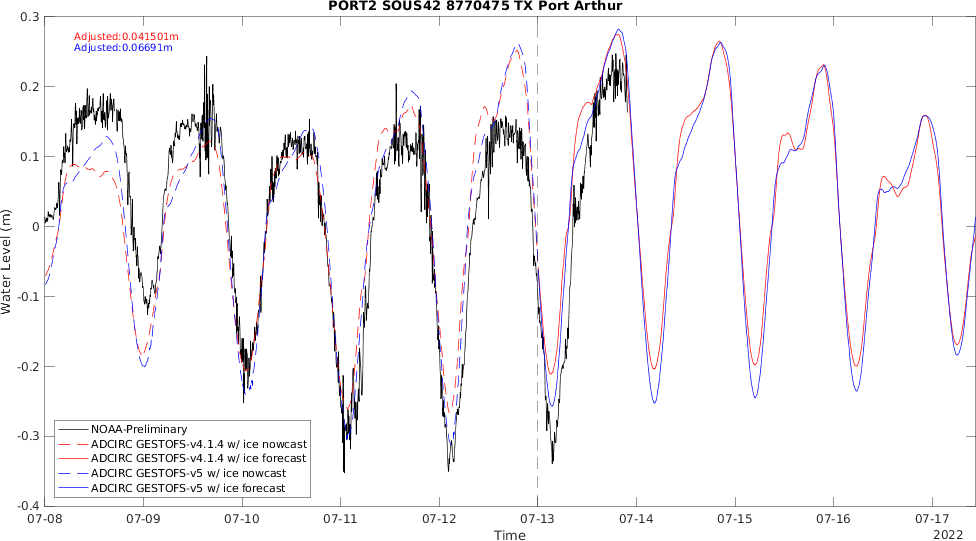 PORT2 SOUS42 8770475 TX Port Arthur
Adjusted:0.041501m
Adjusted:0.06691m
0.3
0.2
0.1
0
-0.1
-0.2
-0.3
-0.4
Water Level (m)
NOAA-Preliminary
ADCIRC GESTOFS-v4.1.4 w/ ice nowcast
ADCIRC GESTOFS-v4.1.4 w/ ice forecast
ADCIRC GESTOFS-v5 w/ ice nowcast
ADCIRC GESTOFS-v5 w/ ice forecast
07-08 07-09 07-10 07-11 07-12 07-13 07-14 07-15 07-16 07-17
Time
2022